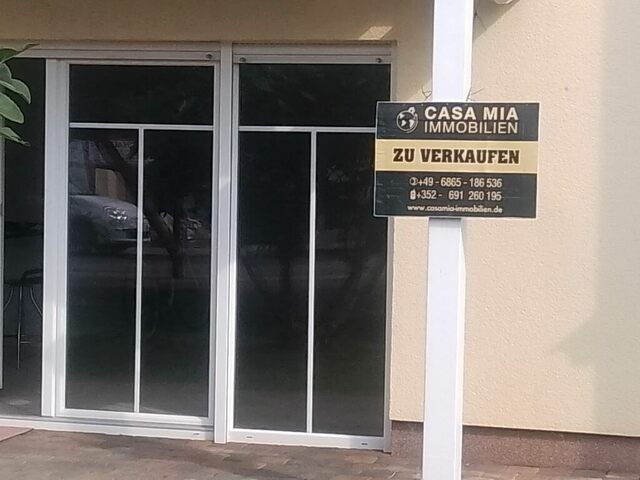 CASA MIA
IMMOBILIEN
ZU VERKAUFEN
+49 - 6865 - 186 536
+352 - 691 260 195
www.casamia-immobilien.de